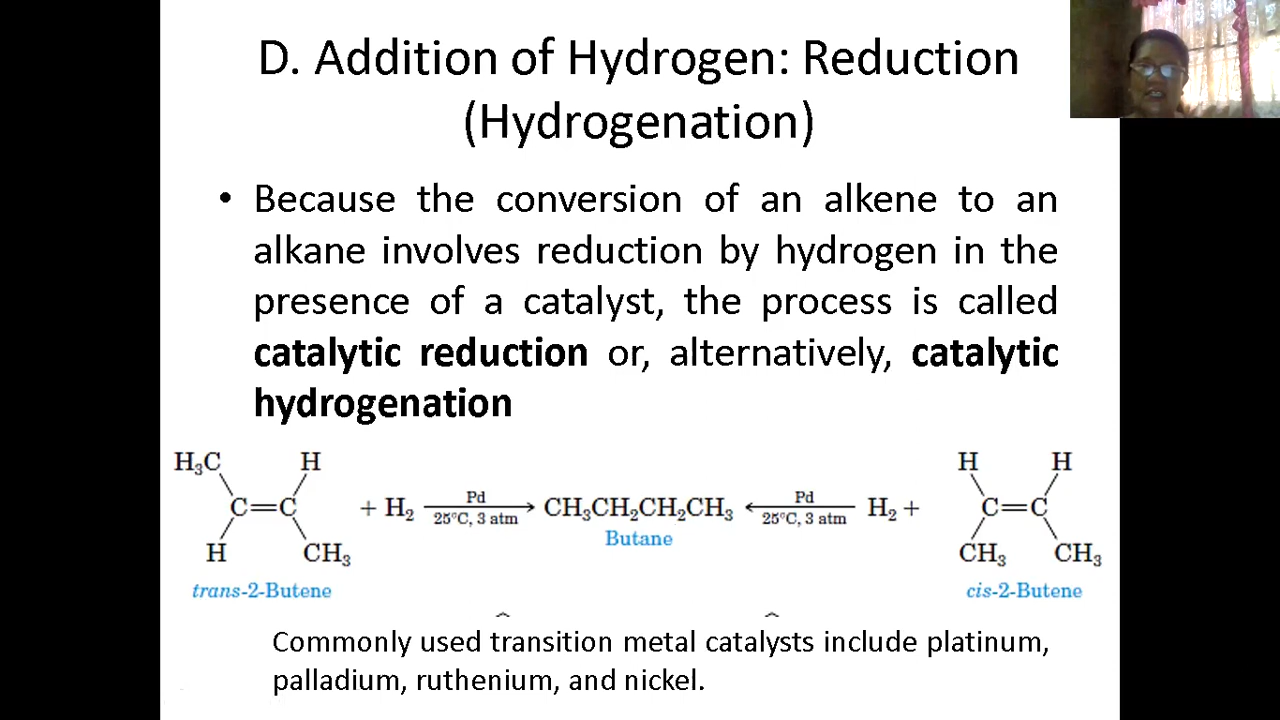 D. Addition of Hydrogen: Reduction
(Hydrogenation)
• Because the conversion of an alkene to an
alkane involves reduction by hydrogen in the
presence of a catalyst, the process is called
catalytic reduction or, alternatively, catalytic
hydrogenation
H₃C H H H
C=C + H₂ Pd 25°C, 3 atm → CH₃CH₂CH₂CH₃ ← Pd 25°C, 3 atm H₂ + C=C
H CH₃ Butane CH₃ CH₃
trans-2-Butene cis-2-Butene
Commonly used transition metal catalysts include platinum,
palladium, ruthenium, and nickel.